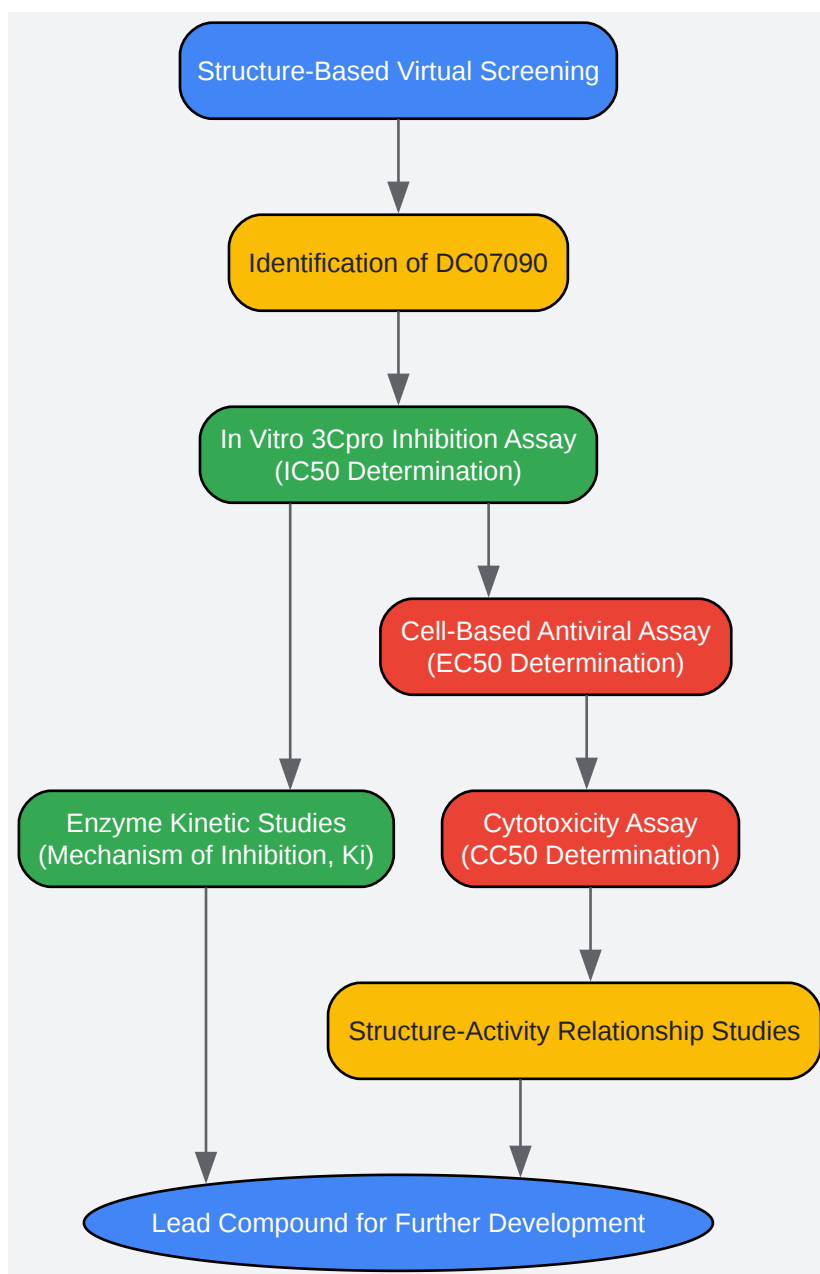 Structure-Based Virtual Screening
Identification of DC07090
In Vitro 3Cpro Inhibition Assay
(IC50 Determination)
Cell-Based Antiviral Assay
(EC50 Determination)
Enzyme Kinetic Studies
(Mechanism of Inhibition, Ki)
Cytotoxicity Assay
(CC50 Determination)
Structure-Activity Relationship Studies
Lead Compound for Further Development